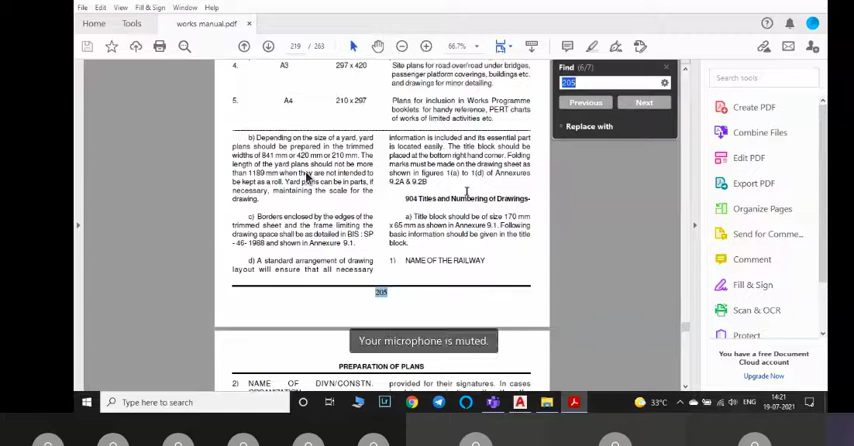 File Edit View Sign Window Help
Home Tools works manual.pdf ×
219 / 263 66.7%
4. A3 297 x 420 Site plans for road over/road under bridges,
passenger platform coverings, buildings etc.
and drawings for minor detailing.
5. A4 210 x 297 Plans for inclusion in Works Programme
booklets for handy reference, PERT charts
of works of limited activities etc.
b) Depending on the size of a yard, yard
plans should be prepared in the trimmed
widths of 841 mm or 420 mm or 210 mm. The
length of the yard plans should not be more
than 1189 mm when they are not intended to
be kept as a roll. Yard plans can be in parts, if
necessary, maintaining the scale for the
drawing.
c) Borders enclosed by the edges of the
trimmed sheet and the frame limiting the
drawing space shall be as detailed in BIS : SP
- 46- 1988 and shown in Annexure 9.1.
d) A standard arrangement of drawing
layout will ensure that all necessary
information is included and its essential part
is located easily. The title block should be
placed at the bottom right hand corner. Folding
marks must be made on the drawing sheet as
shown in figures 1(a) to 1(d) of Annexures
9.2A & 9.2B
904 Titles and Numbering of Drawings-
a) Title block should be of size 170 mm
x 65 mm as shown in Annexure 9.1. Following
basic information should be given in the title
block.
1) NAME OF THE RAILWAY
205
Your microphone is muted.
PREPARATION OF PLANS
2) NAME OF DIVN/CONSTN.
provided for their signatures. In cases
Find (6/7)
205
Previous Next
Replace with
Search tools
Create PDF
Combine Files
Edit PDF
Export PDF
Organize Pages
Send for Comme...
Comment
Fill & Sign
Scan & OCR
Protect
You have a free Document
Cloud account
Upgrade Now
Type here to search
33°C ENG 14:21
19-07-2021